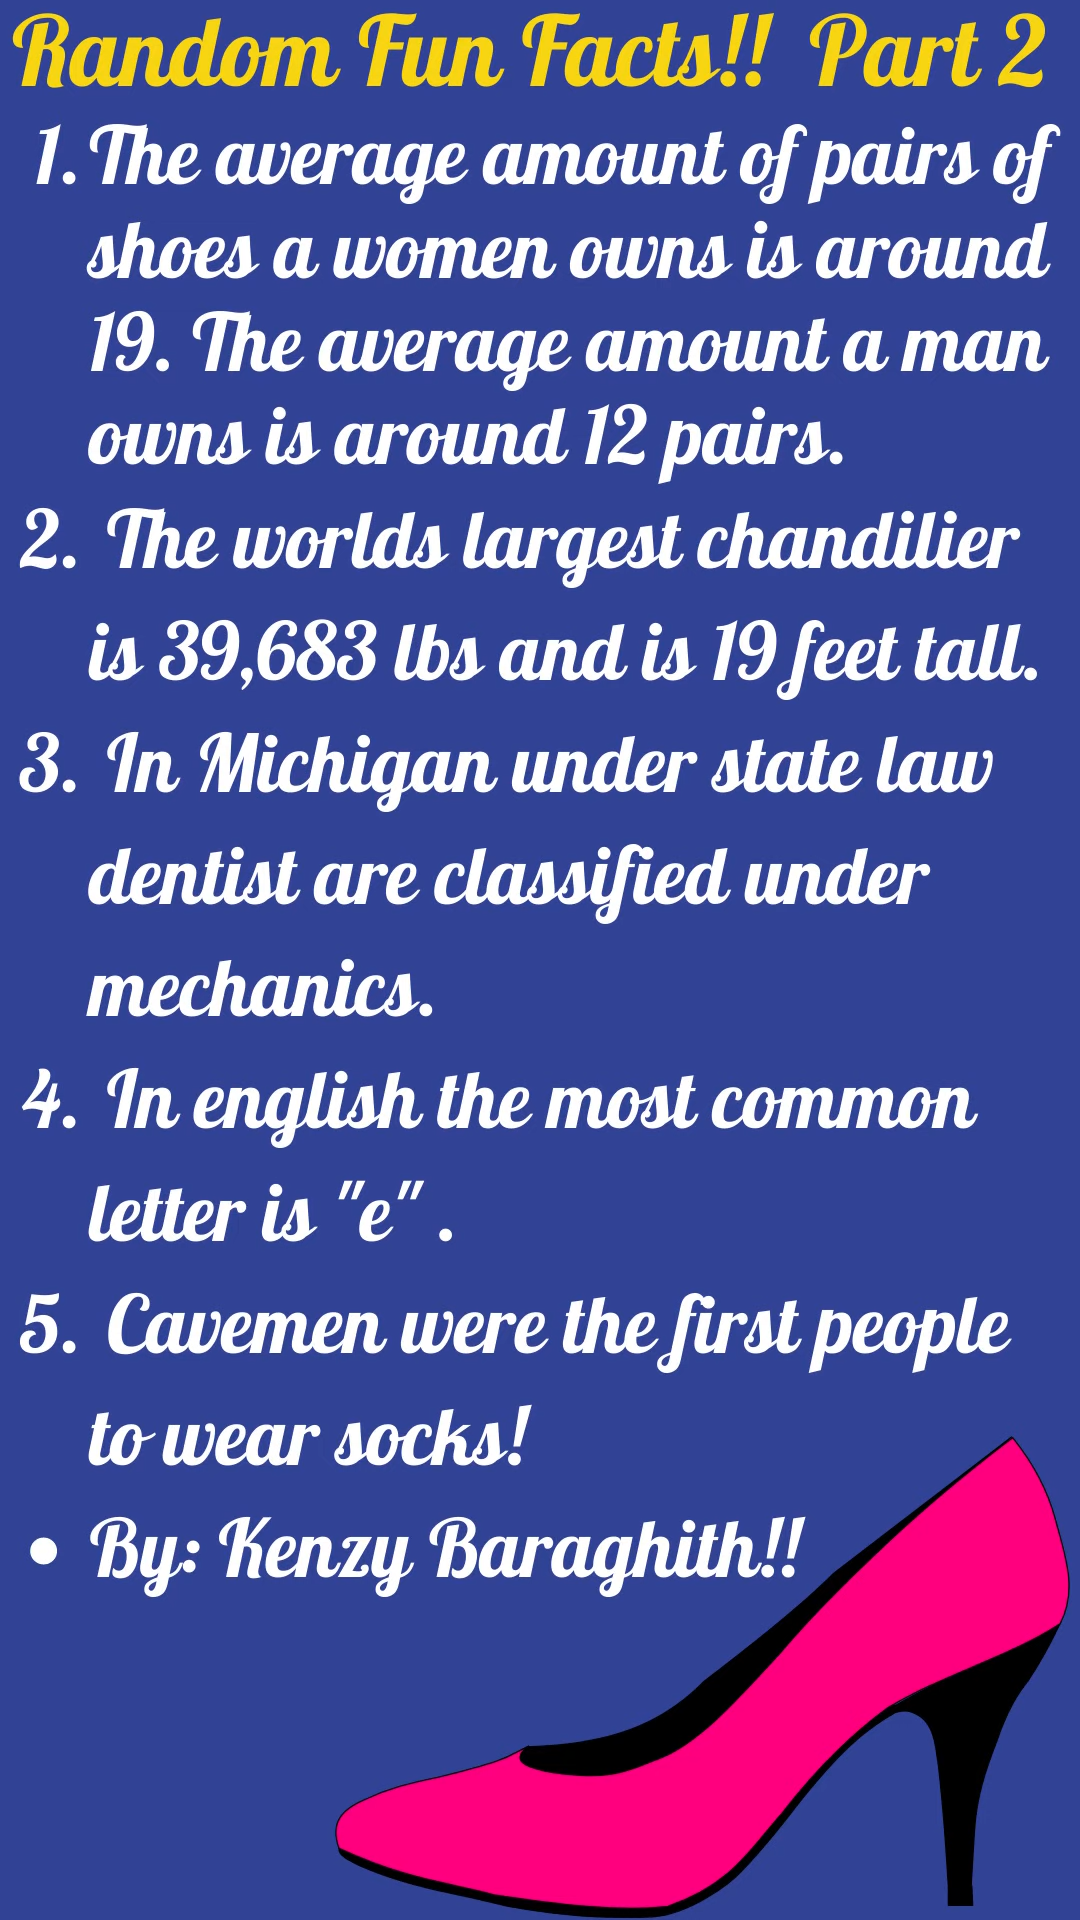 Random Fun Facts!! Part 2
1. The average amount of pairs of
shoes a women owns is around
19. The average amount a man
owns is around 12 pairs.
2. The worlds largest chandilier
is 39,683 lbs and is 19 feet tall.
3. In Michigan under state law
dentist are classified under
mechanics.
4. In english the most common
letter is "e" .
5. Cavemen were the first people
to wear socks!
• By: Kenzy Baraghith!!